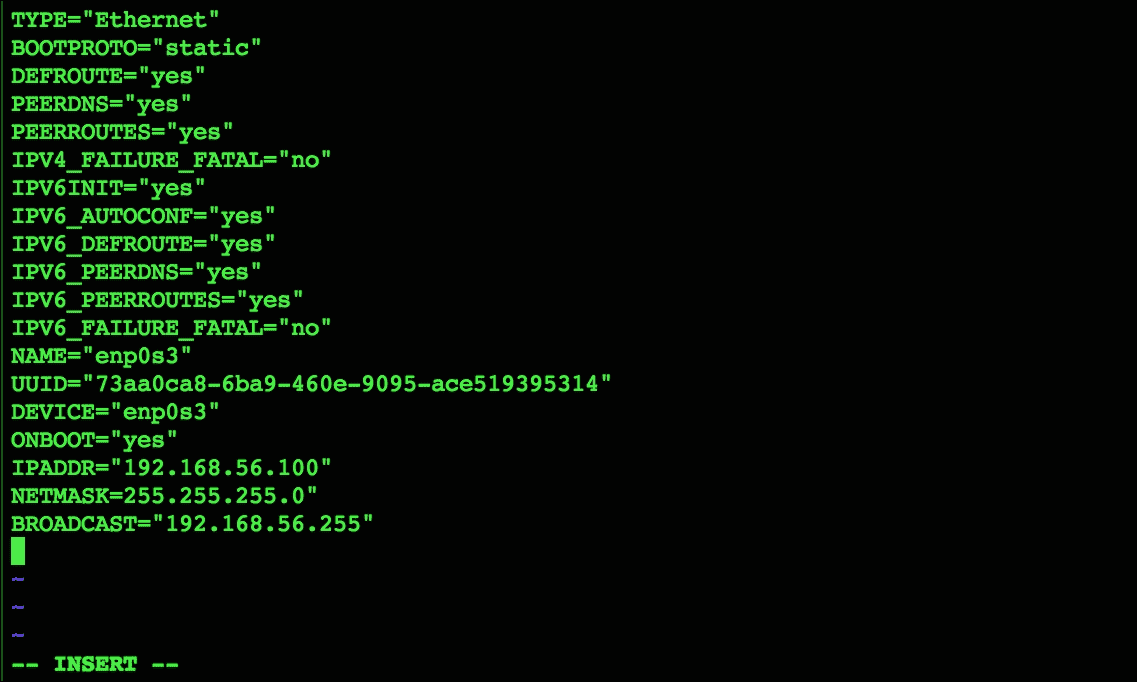 TYPE="Ethernet"
BOOTPROTO="static"
DEFROUTE="yes"
PEERDNS="yes"
PEERROUTES="yes"
IPV4_FAILURE_FATAL="no"
IPV6INIT="yes"
IPV6_AUTOCONF="yes"
IPV6_DEFROUTE="yes"
IPV6_PEERDNS="yes"
IPV6_PEERROUTES="yes"
IPV6_FAILURE_FATAL="no"
NAME="enp0s3"
UUID="73aa0ca8-6ba9-460e-9095-ace519395314"
DEVICE="enp0s3"
ONBOOT="yes"
IPADDR="192.168.56.100"
NETMASK=255.255.255.0"
BROADCAST="192.168.56.255"
~
~
~
-- INSERT --